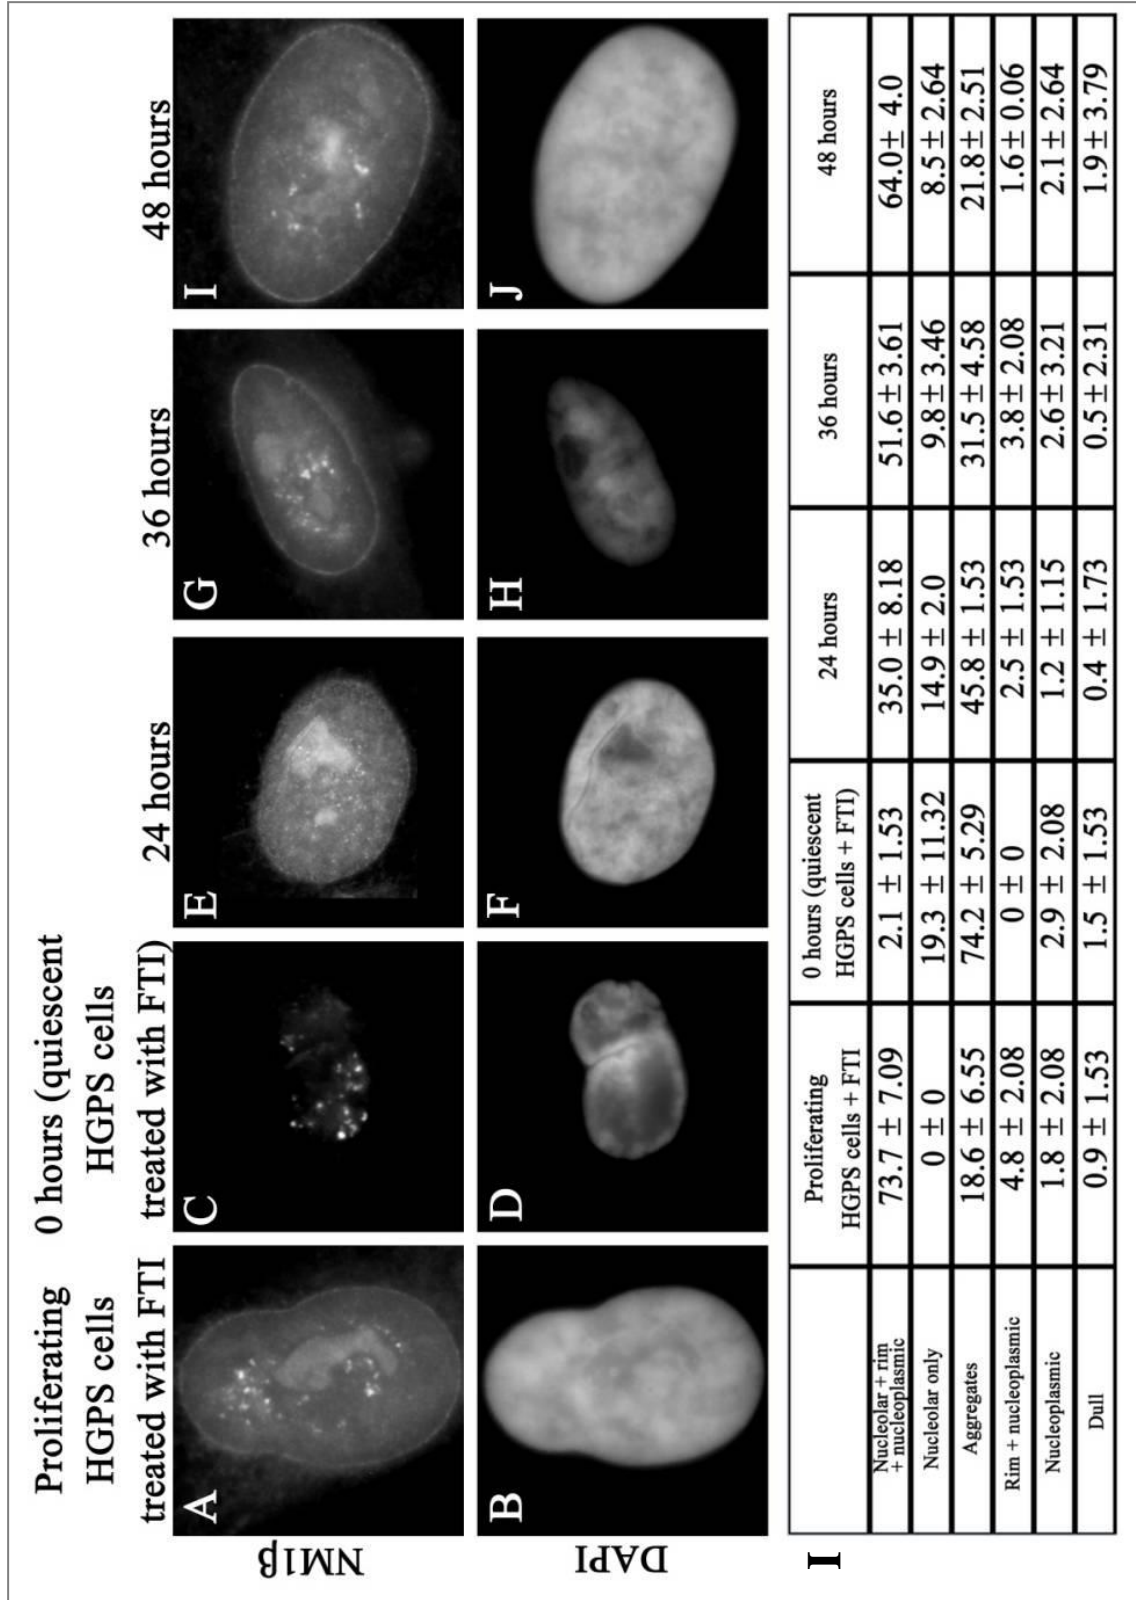 Proliferating
HGPS cells
treated with FTI
0 hours (quiescent
HGPS cells
treated with FTI)
24 hours
36 hours
48 hours
NM1β
A
C
E
G
I
DAPI
B
D
F
H
J
I
Proliferating
HGPS cells + FTI
0 hours (quiescent
HGPS cells + FTI)
24 hours
36 hours
48 hours
Nucleolar + rim
+ nucleoplasmic
73.7 ± 7.09
2.1 ± 1.53
35.0 ± 8.18
51.6 ± 3.61
64.0 ± 4.0
Nucleolar only
0 ± 0
19.3 ± 11.32
14.9 ± 2.0
9.8 ± 3.46
8.5 ± 2.64
Aggregates
18.6 ± 6.55
74.2 ± 5.29
45.8 ± 1.53
31.5 ± 4.58
21.8 ± 2.51
Rim + nucleoplasmic
4.8 ± 2.08
0 ± 0
2.5 ± 1.53
3.8 ± 2.08
1.6 ± 0.06
Nucleoplasmic
1.8 ± 2.08
2.9 ± 2.08
1.2 ± 1.15
2.6 ± 3.21
2.1 ± 2.64
Dull
0.9 ± 1.53
1.5 ± 1.53
0.4 ± 1.73
0.5 ± 2.31
1.9 ± 3.79